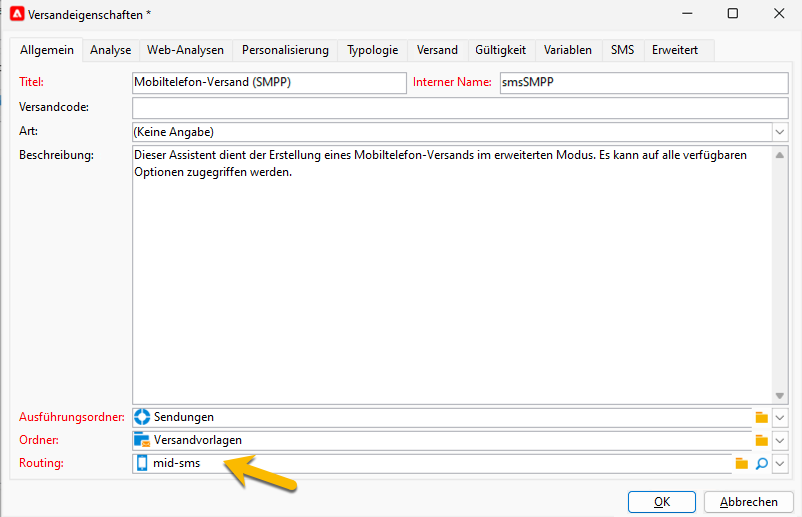 Versandeigenschaften *
Allgemein Analyse Web-Analysen Personalisierung Typologie Versand Gültigkeit Variablen SMS Erweitert
Titel: Mobiltelefon-Versand (SMPP) Interner Name: smsSMPP
Versandcode:
Art: (Keine Angabe)
Beschreibung: Dieser Assistent dient der Erstellung eines Mobiltelefon-Versands im erweiterten Modus. Es kann auf alle verfügbaren
Optionen zugegriffen werden.
Ausführungsordner: Sendungen
Ordner: Versandvorlagen
Routing: mid-sms
OK Abbrechen